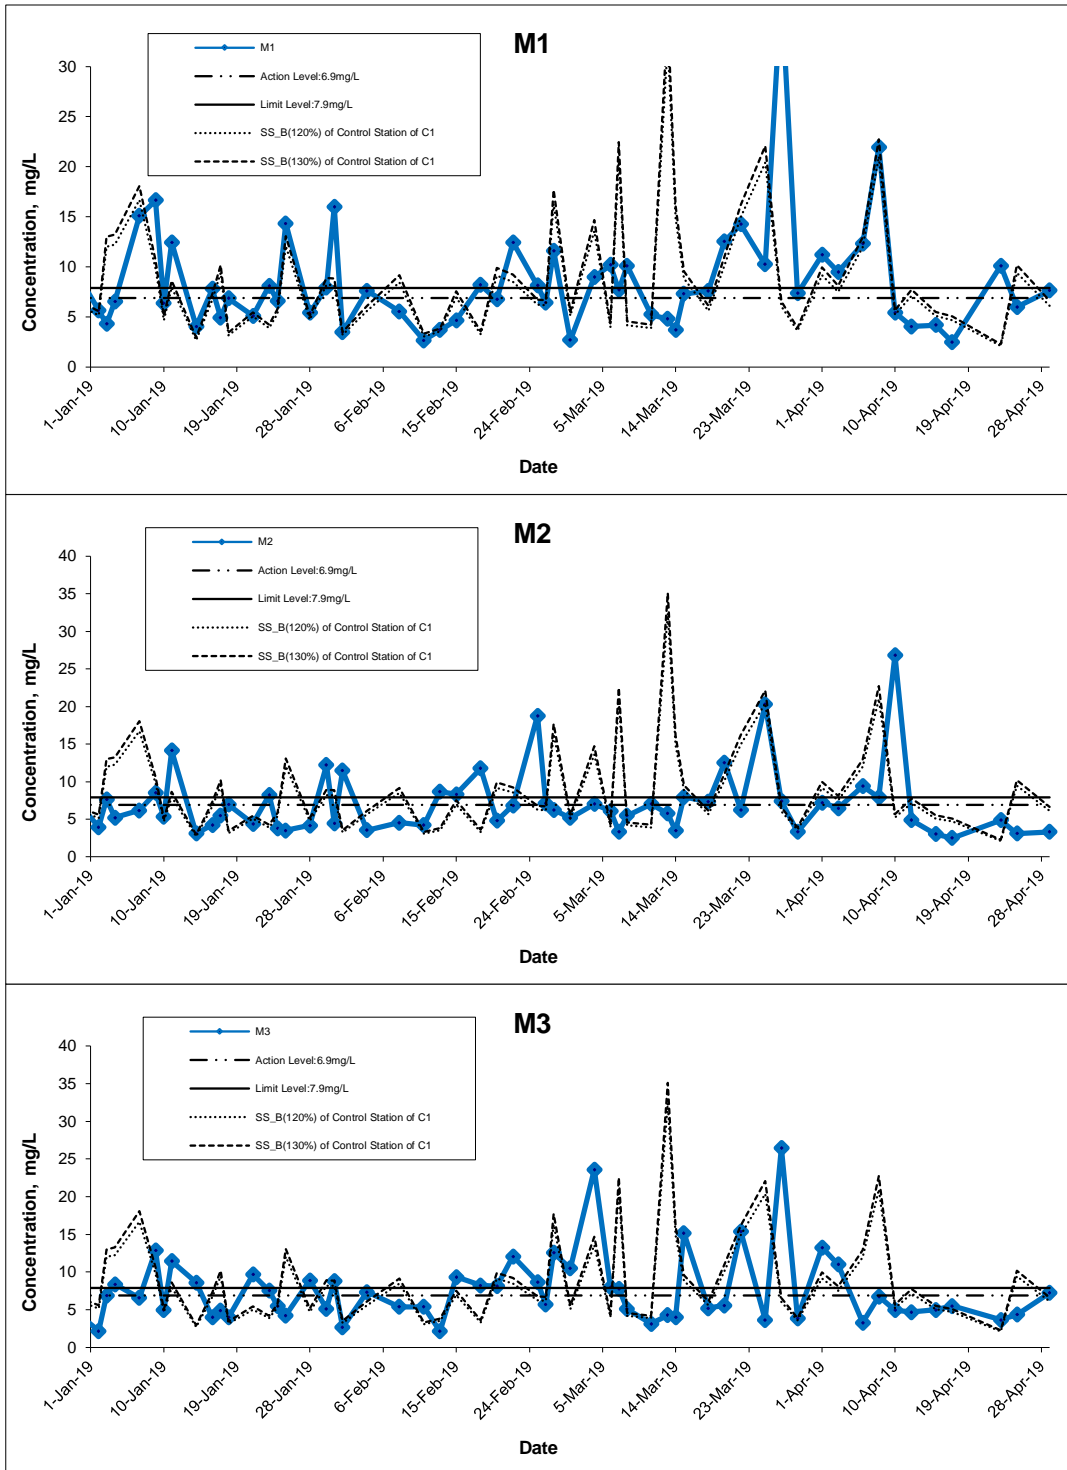 M1
M1
Action Level:6.9mg/L
Limit Level:7.9mg/L
SS_B(120%) of Control Station of C1
SS_B(130%) of Control Station of C1
Concentration, mg/L
30
25
20
15
10
5
0
1-Jan-19 10-Jan-19 19-Jan-19 28-Jan-19 6-Feb-19 15-Feb-19 24-Feb-19 5-Mar-19 14-Mar-19 23-Mar-19 1-Apr-19 10-Apr-19 19-Apr-19 28-Apr-19
Date
M2
M2
Action Level:6.9mg/L
Limit Level:7.9mg/L
SS_B(120%) of Control Station of C1
SS_B(130%) of Control Station of C1
Concentration, mg/L
40
35
30
25
20
15
10
5
0
1-Jan-19 10-Jan-19 19-Jan-19 28-Jan-19 6-Feb-19 15-Feb-19 24-Feb-19 5-Mar-19 14-Mar-19 23-Mar-19 1-Apr-19 10-Apr-19 19-Apr-19 28-Apr-19
Date
M3
M3
Action Level:6.9mg/L
Limit Level:7.9mg/L
SS_B(120%) of Control Station of C1
SS_B(130%) of Control Station of C1
Concentration, mg/L
40
35
30
25
20
15
10
5
0
1-Jan-19 10-Jan-19 19-Jan-19 28-Jan-19 6-Feb-19 15-Feb-19 24-Feb-19 5-Mar-19 14-Mar-19 23-Mar-19 1-Apr-19 10-Apr-19 19-Apr-19 28-Apr-19
Date